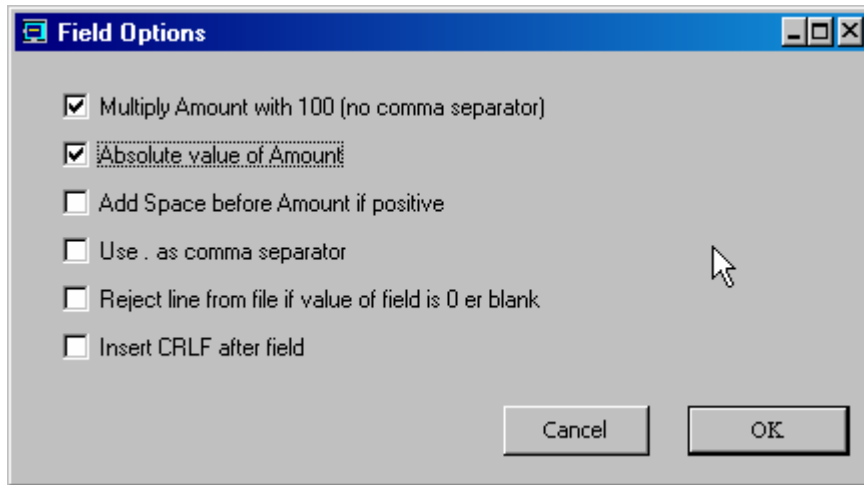 Field Options
Multiply Amount with 100 (no comma separator)
Absolute value of Amount
Add Space before Amount if positive
Use . as comma separator
Reject line from file if value of field is 0 er blank
Insert CRLF after field
Cancel OK